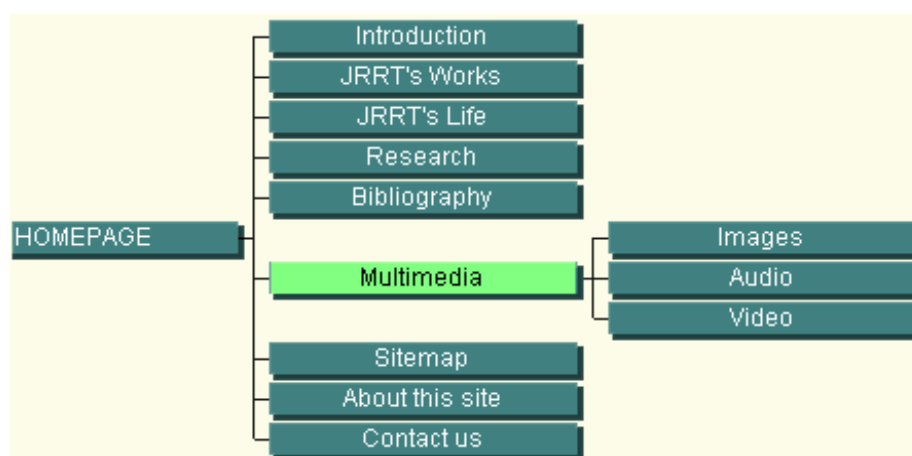 HOMEPAGE
Introduction
JRRT's Works
JRRT's Life
Research
Bibliography
Multimedia
Images
Audio
Video
Sitemap
About this site
Contact us